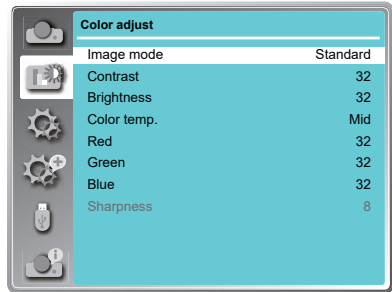 Color adjust
Image mode Standard
Contrast 32
Brightness 32
Color temp. Mid
Red 32
Green 32
Blue 32
Sharpness 8